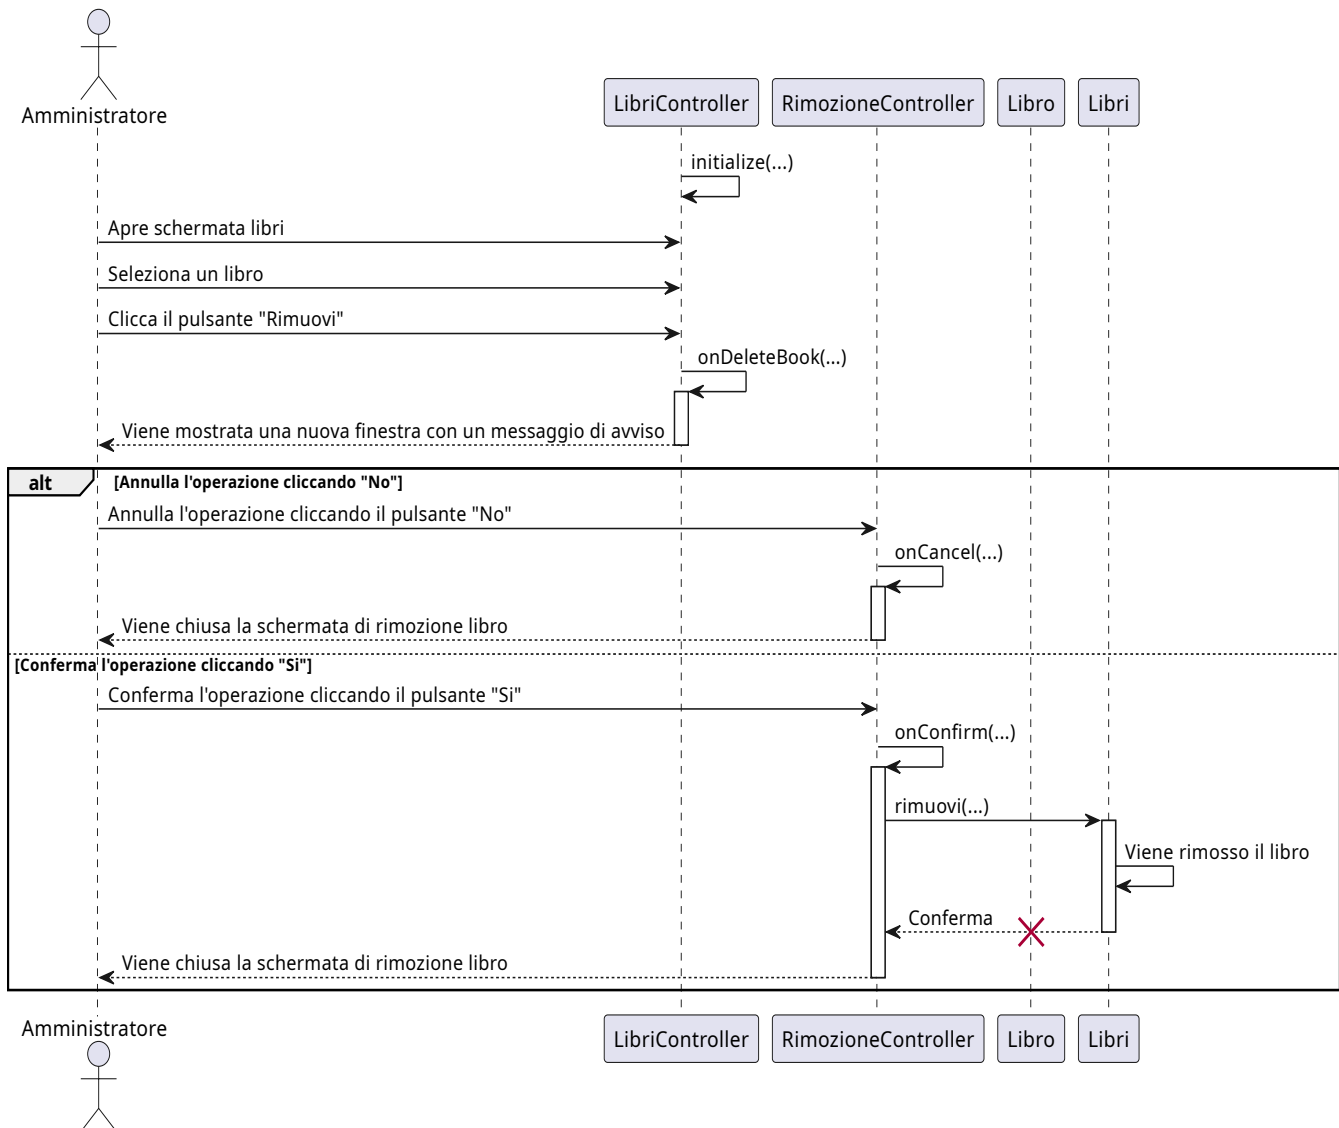 Amministratore
LibriController
RimozioneController
Libro
Libri
initialize(...)
Apre schermata libri
Seleziona un libro
Clicca il pulsante "Rimuovi"
onDeleteBook(...)
Viene mostrata una nuova finestra con un messaggio di avviso
alt
[Annulla l'operazione cliccando "No"]
Annulla l'operazione cliccando il pulsante "No"
onCancel(...)
Viene chiusa la schermata di rimozione libro
[Conferma l'operazione cliccando "Si"]
Conferma l'operazione cliccando il pulsante "Si"
onConfirm(...)
rimuovi(...)
Viene rimosso il libro
Conferma
Viene chiusa la schermata di rimozione libro
Amministratore
LibriController
RimozioneController
Libro
Libri